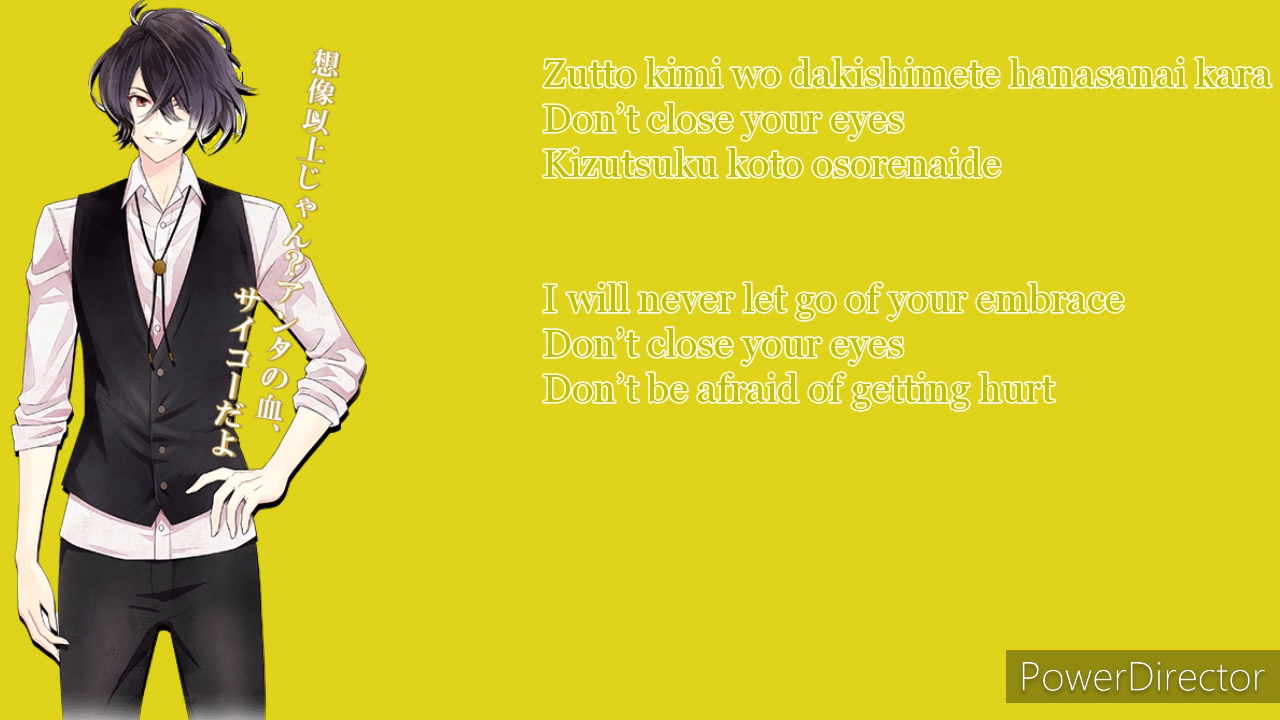 想像以上じゃん?アンタの血、
サイコーだよ
Zutto kimi wo dakishimete hanasanai kara
Don’t close your eyes
Kizutsuku koto osorenaide
I will never let go of your embrace
Don’t close your eyes
Don’t be afraid of getting hurt
PowerDirector